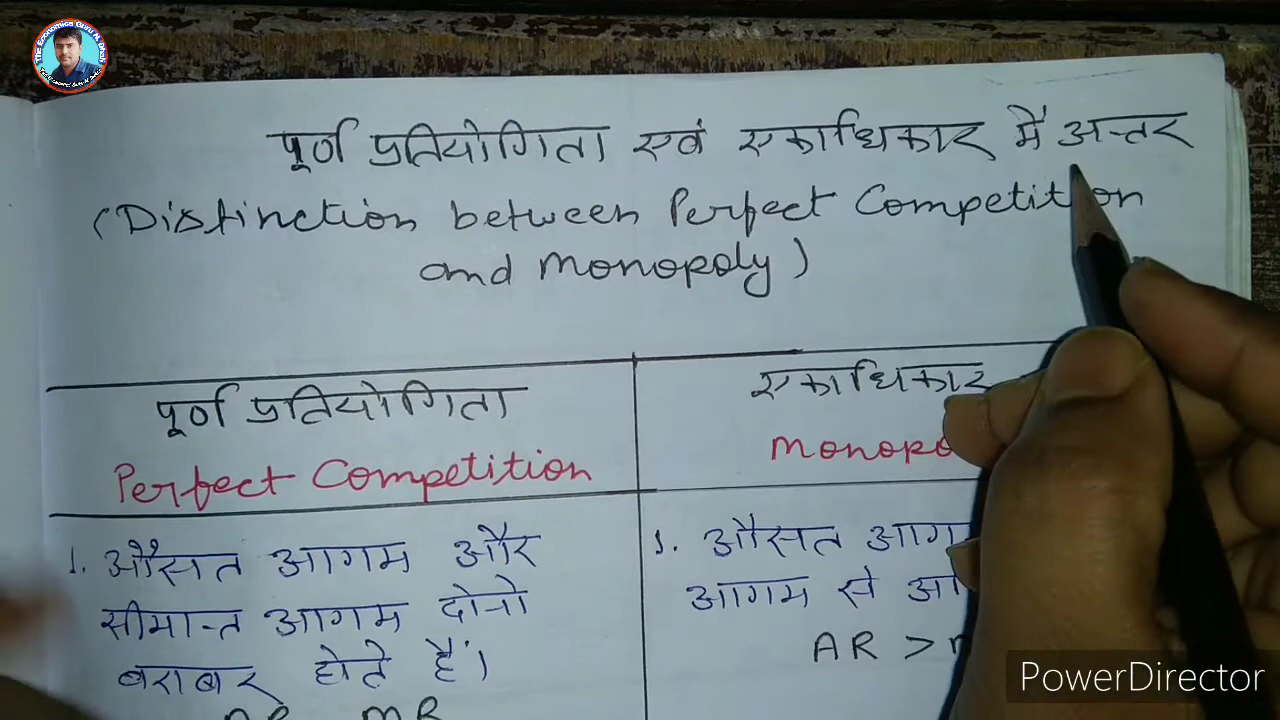 पूर्ण प्रतियोगिता एवं एकाधिकार में अन्तर
(Distinction between Perfect Competition
and monopoly)
पूर्ण प्रतियोगिता
Perfect Competition
1. औसत आगम और
सीमान्त आगम दोनो
बराबर होते हैं।
MR
एकाधिकार
1. औसत
आगम से
AR >
PowerDirector